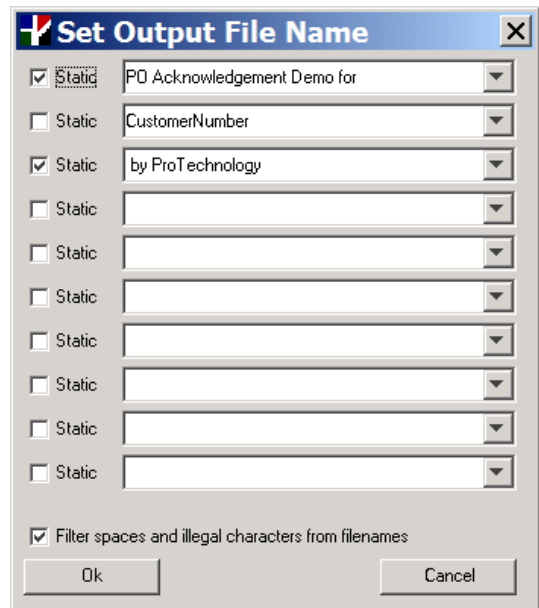 Set Output File Name
Static PO Acknowledgement Demo for
Static CustomerNumber
Static by ProTechnology
Static
Static
Static
Static
Static
Static
Static
Filter spaces and illegal characters from filenames
Ok Cancel